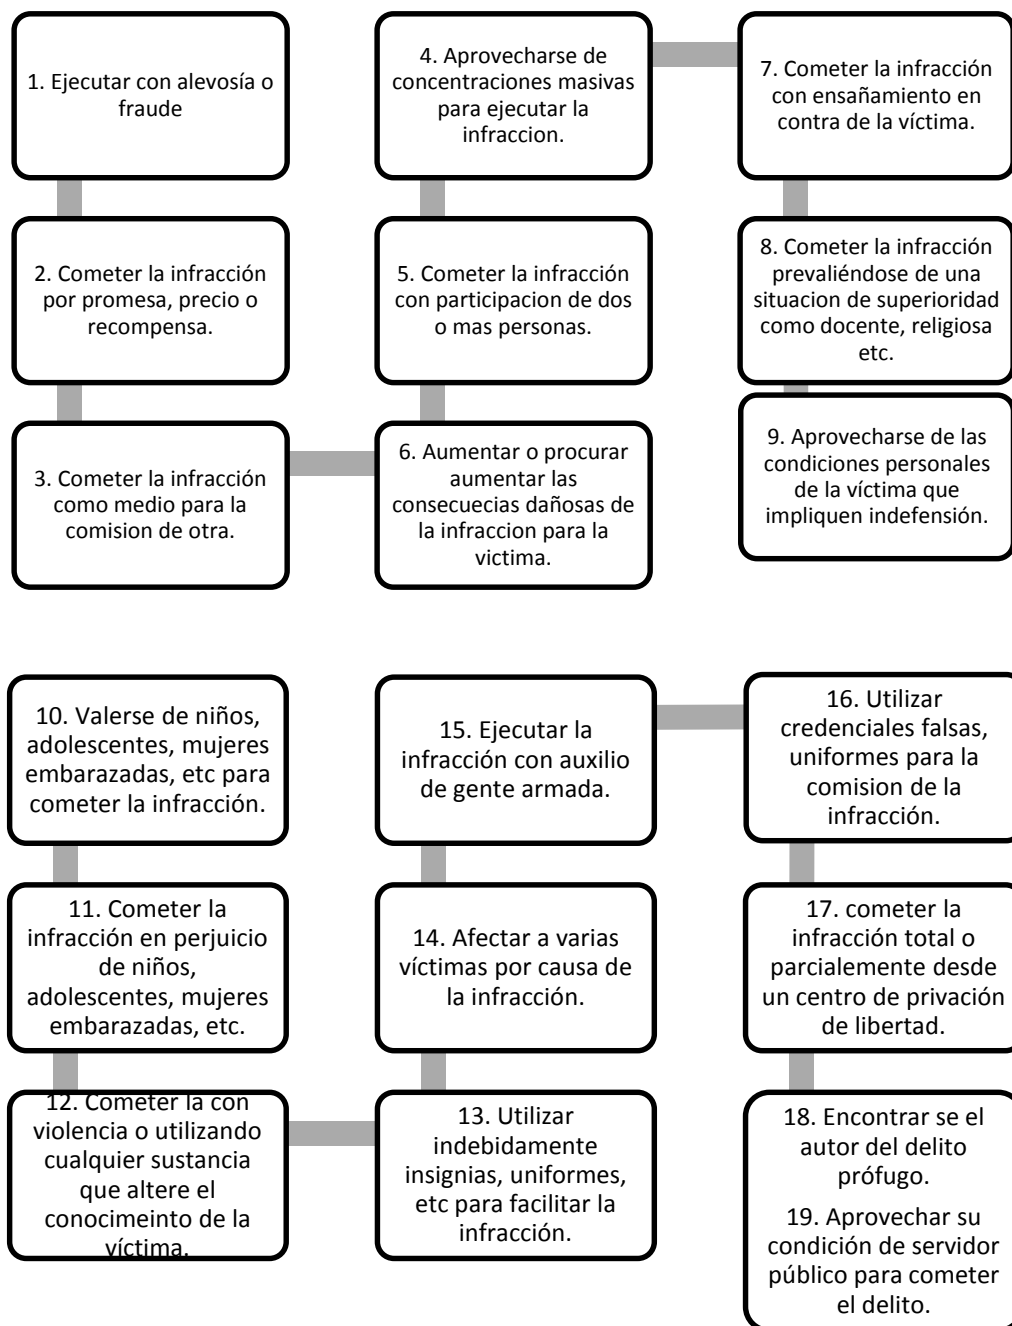 1. Ejecutar con alevosía o
fraude
2. Cometer la infracción
por promesa, precio o
recompensa.
3. Cometer la infracción
como medio para la
comision de otra.
4. Aprovecharse de
concentraciones masivas
para ejecutar la
infraccion.
5. Cometer la infracción
con participacion de dos
o mas personas.
6. Aumentar o procurar
aumentar las
consecuecias dañosas de
la infraccion para la
victima.
7. Cometer la infracción
con ensañamiento en
contra de la víctima.
8. Cometer la infracción
prevaliéndose de una
situacion de superioridad
como docente, religiosa
etc.
9. Aprovecharse de las
condiciones personales
de la víctima que
impliquen indefensión.
10. Valerse de niños,
adolescentes, mujeres
embarazadas, etc para
cometer la infracción.
11. Cometer la
infracción en perjuicio
de niños,
adolescentes, mujeres
embarazadas, etc.
12. Cometer la con
violencia o utilizando
cualquier sustancia
que altere el
conocimeinto de la
víctima.
13. Utilizar
indebidamente
insignias, uniformes,
etc para facilitar la
infracción.
14. Afectar a varias
víctimas por causa de
la infracción.
15. Ejecutar la
infracción con auxilio
de gente armada.
16. Utilizar
credenciales falsas,
uniformes para la
comision de la
infracción.
17. cometer la
infracción total o
parcialemente desde
un centro de privación
de libertad.
18. Encontrar se el
autor del delito
prófugo.
19. Aprovechar su
condición de servidor
público para cometer
el delito.